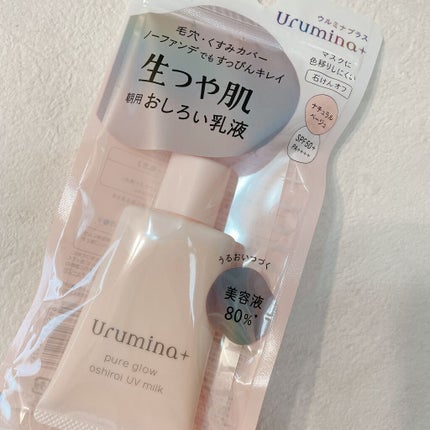 ウルミナプラス
Urumina+
毛穴・くすみカバー
ノーファンデでもすっぴんキレイ
生つや肌
朝用おしろい乳液
マスクに
色移りしにくい
石けんオフ
ナチュラル
ベージュ
SPF50+
PA++++
うるおいつづく
美容液
80%*
Urumina+
pure glow
oshiroi UV milk